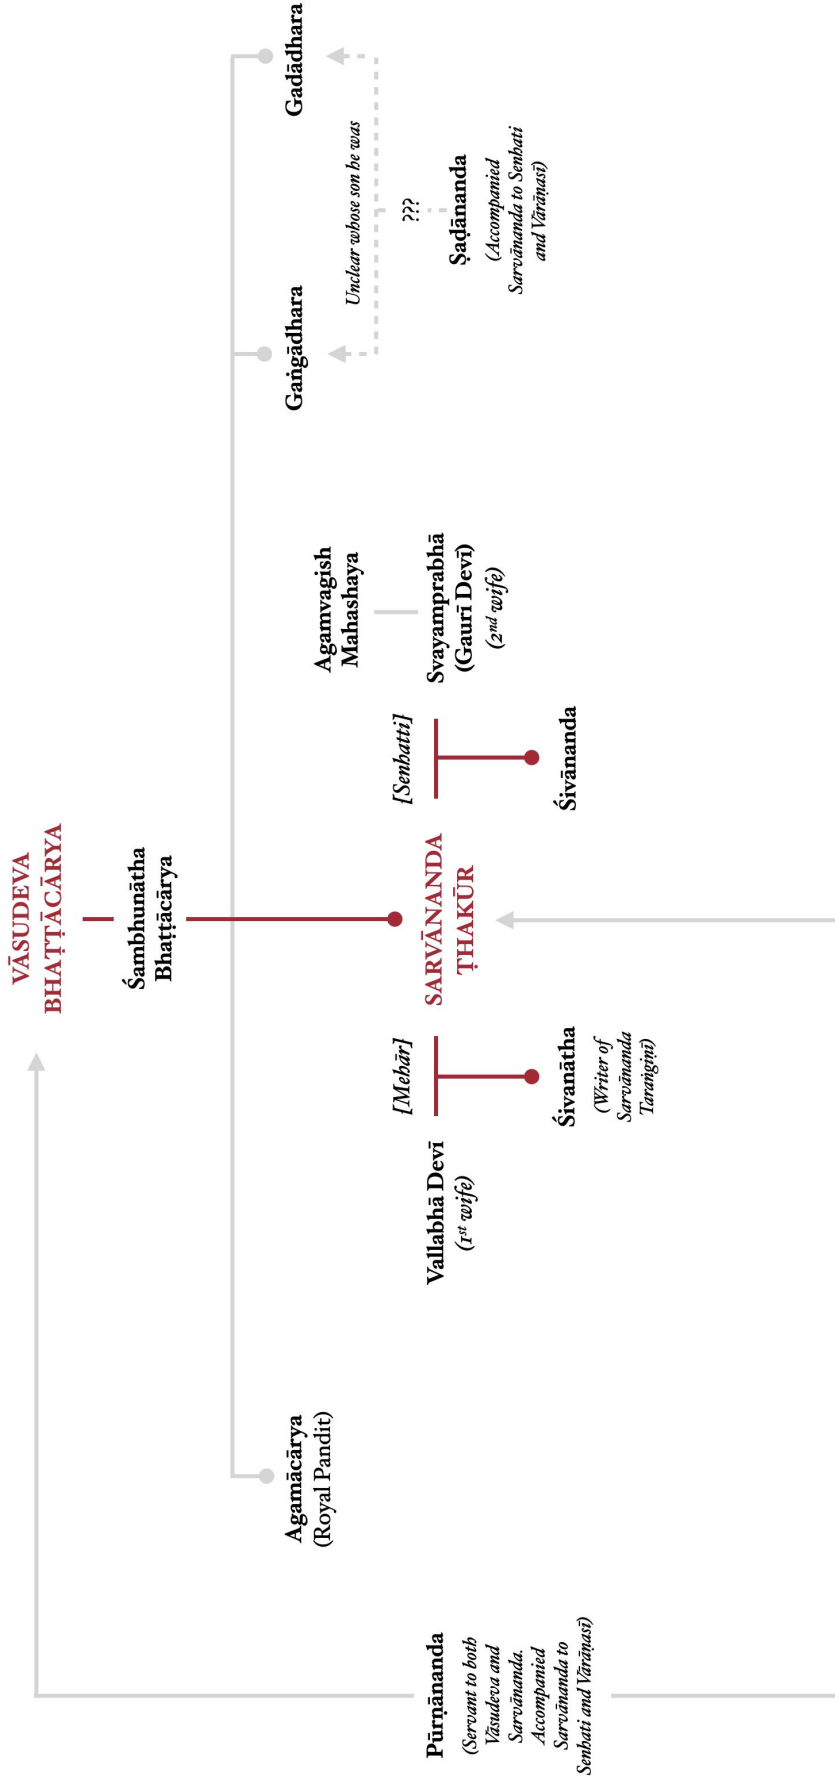 VĀSUDEVA
BHAṬṬĀCĀRYA
Śambhunātha
Bhaṭṭācārya
Agamācārya
(Royal Pandit)
Gaṅgādhara
Gadādhara
Unclear whose son he was
???
Ṣaḍānanda
(Accompanied
Sarvānanda to Senhati
and Vārāṇasī)
Agamvagish
Mahashaya
Pūrṇānanda
(Servant to both
Vāsudeva and
Sarvānanda.
Accompanied
Sarvānanda to
Senhati and Vārāṇasī)
Vallabhā Devī
(1st wife)
[Mehār]
SARVĀNANDA
ṬHAKŪR
[Senhatti]
Svayamprabhā
(Gaurī Devī)
(2nd wife)
Śivanātha
(Writer of
Sarvānanda
Taraṅgiṇī)
Śivānanda